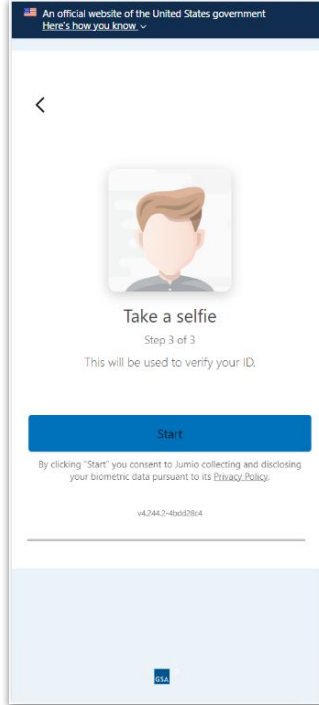 An official website of the United States government
Here's how you know
Take a selfie
Step 3 of 3
This will be used to verify your ID.
Start
By clicking "Start" you consent to Jumio collecting and disclosing
your biometric data pursuant to its Privacy Policy.
v4.244.2-4bdd28c4
GSA